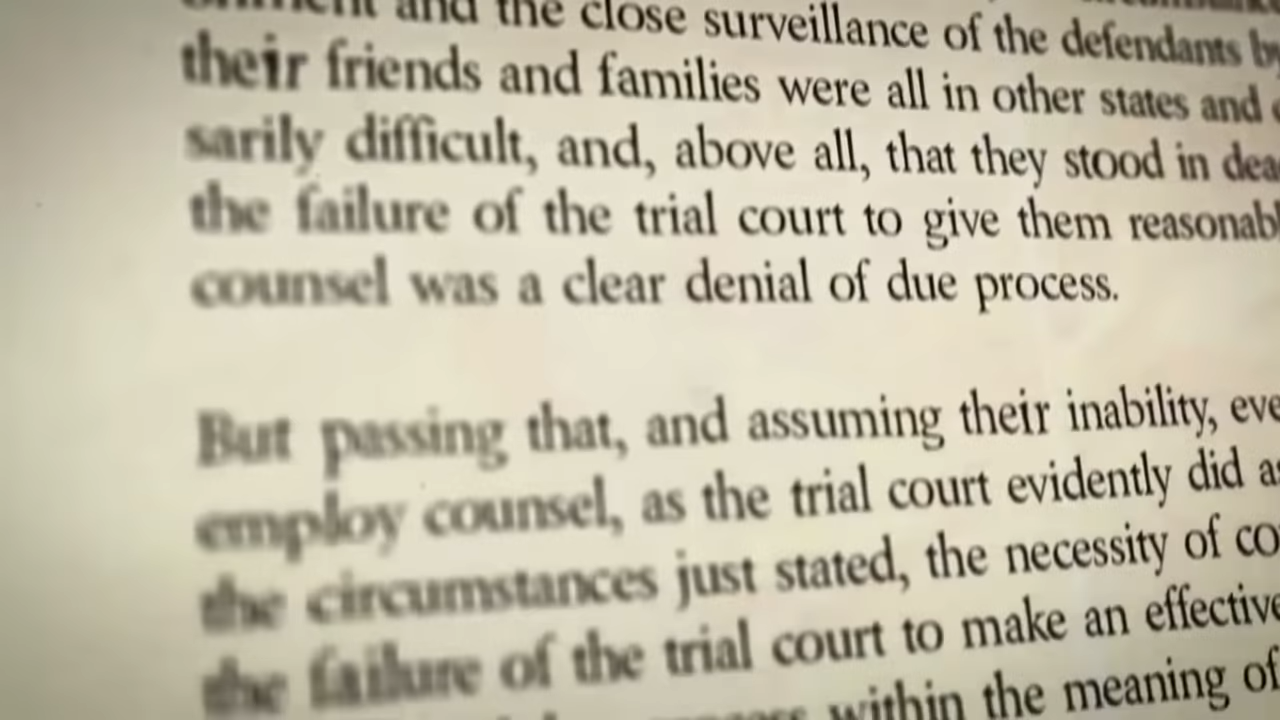 and the close surveillance of the defendants by
their friends and families were all in other states and
sarily difficult, and, above all, that they stood in
the failure of the trial court to give them
counsel was a clear denial of due process.
But passing that, and assuming their inability,
employ counsel, as the trial court evidently did
the circumstances just stated, the necessity of
the failure of the trial court to make an effective
within the meaning of